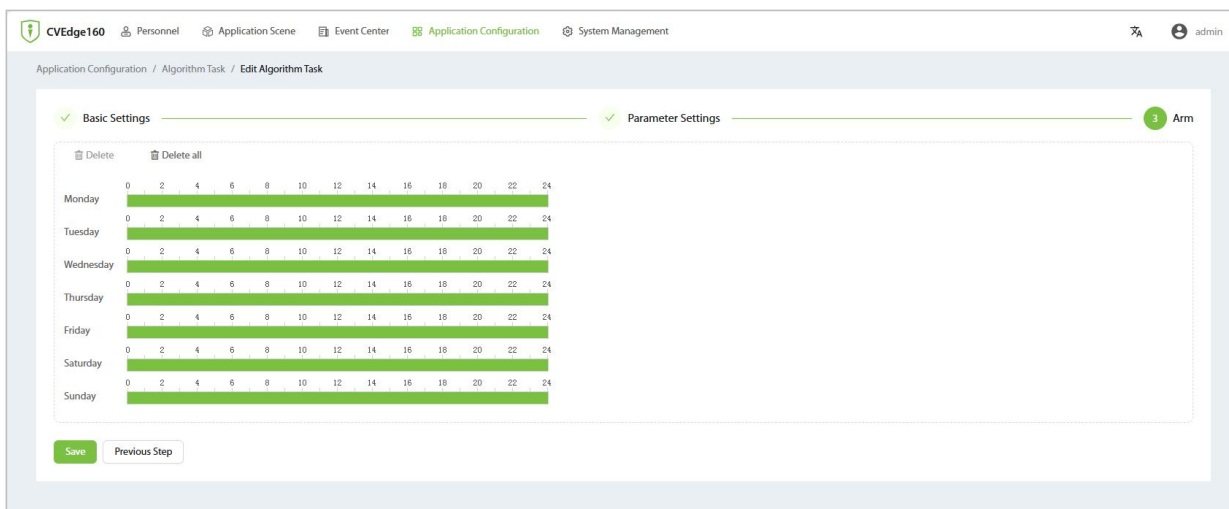 CVEdge160 Personnel Application Scene Event Center Application Configuration System Management admin
Application Configuration / Algorithm Task / Edit Algorithm Task
Basic Settings Parameter Settings 3 Arm
Delete Delete all
0 2 4 6 8 10 12 14 16 18 20 22 24
Monday
0 2 4 6 8 10 12 14 16 18 20 22 24
Tuesday
0 2 4 6 8 10 12 14 16 18 20 22 24
Wednesday
0 2 4 6 8 10 12 14 16 18 20 22 24
Thursday
0 2 4 6 8 10 12 14 16 18 20 22 24
Friday
0 2 4 6 8 10 12 14 16 18 20 22 24
Saturday
0 2 4 6 8 10 12 14 16 18 20 22 24
Sunday
Save Previous Step